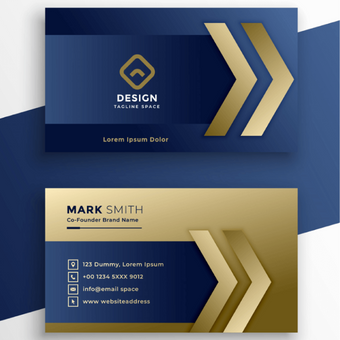 DESIGN
TAGLINE SPACE
Lorem Ipsum Dolor
MARK SMITH
Co-Founder Brand Name
123 Dummy, Lorem Ipsum
+00 1234 5XXX 9012
info@email space
www websiteaddress